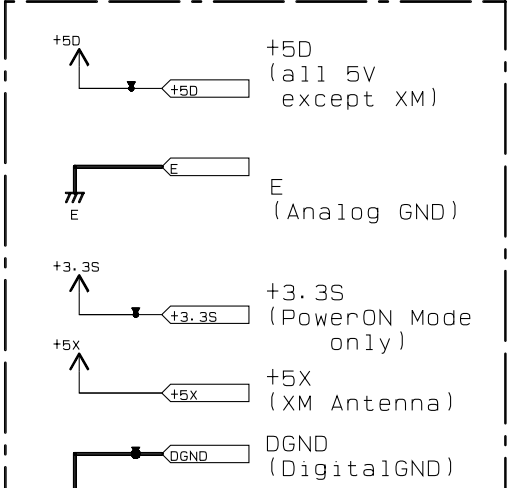 +5D
+5D
+5D
(all 5V
except XM)
E
E
E
(Analog GND)
+3.3S
+3.3S
+3.3S
(PowerON Mode
only)
+5X
+5X
+5X
(XM Antenna)
DGND
DGND
(DigitalGND)